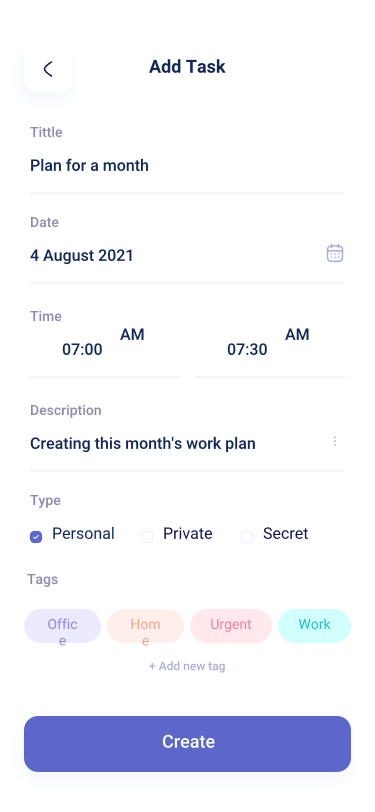 Add Task
Tittle
Plan for a month
Date
4 August 2021
Time
AM AM
07:00 07:30
Description
Creating this month's work plan
Type
Personal Private Secret
Tags
Offic Hom Urgent Work
e e
+ Add new tag
Create